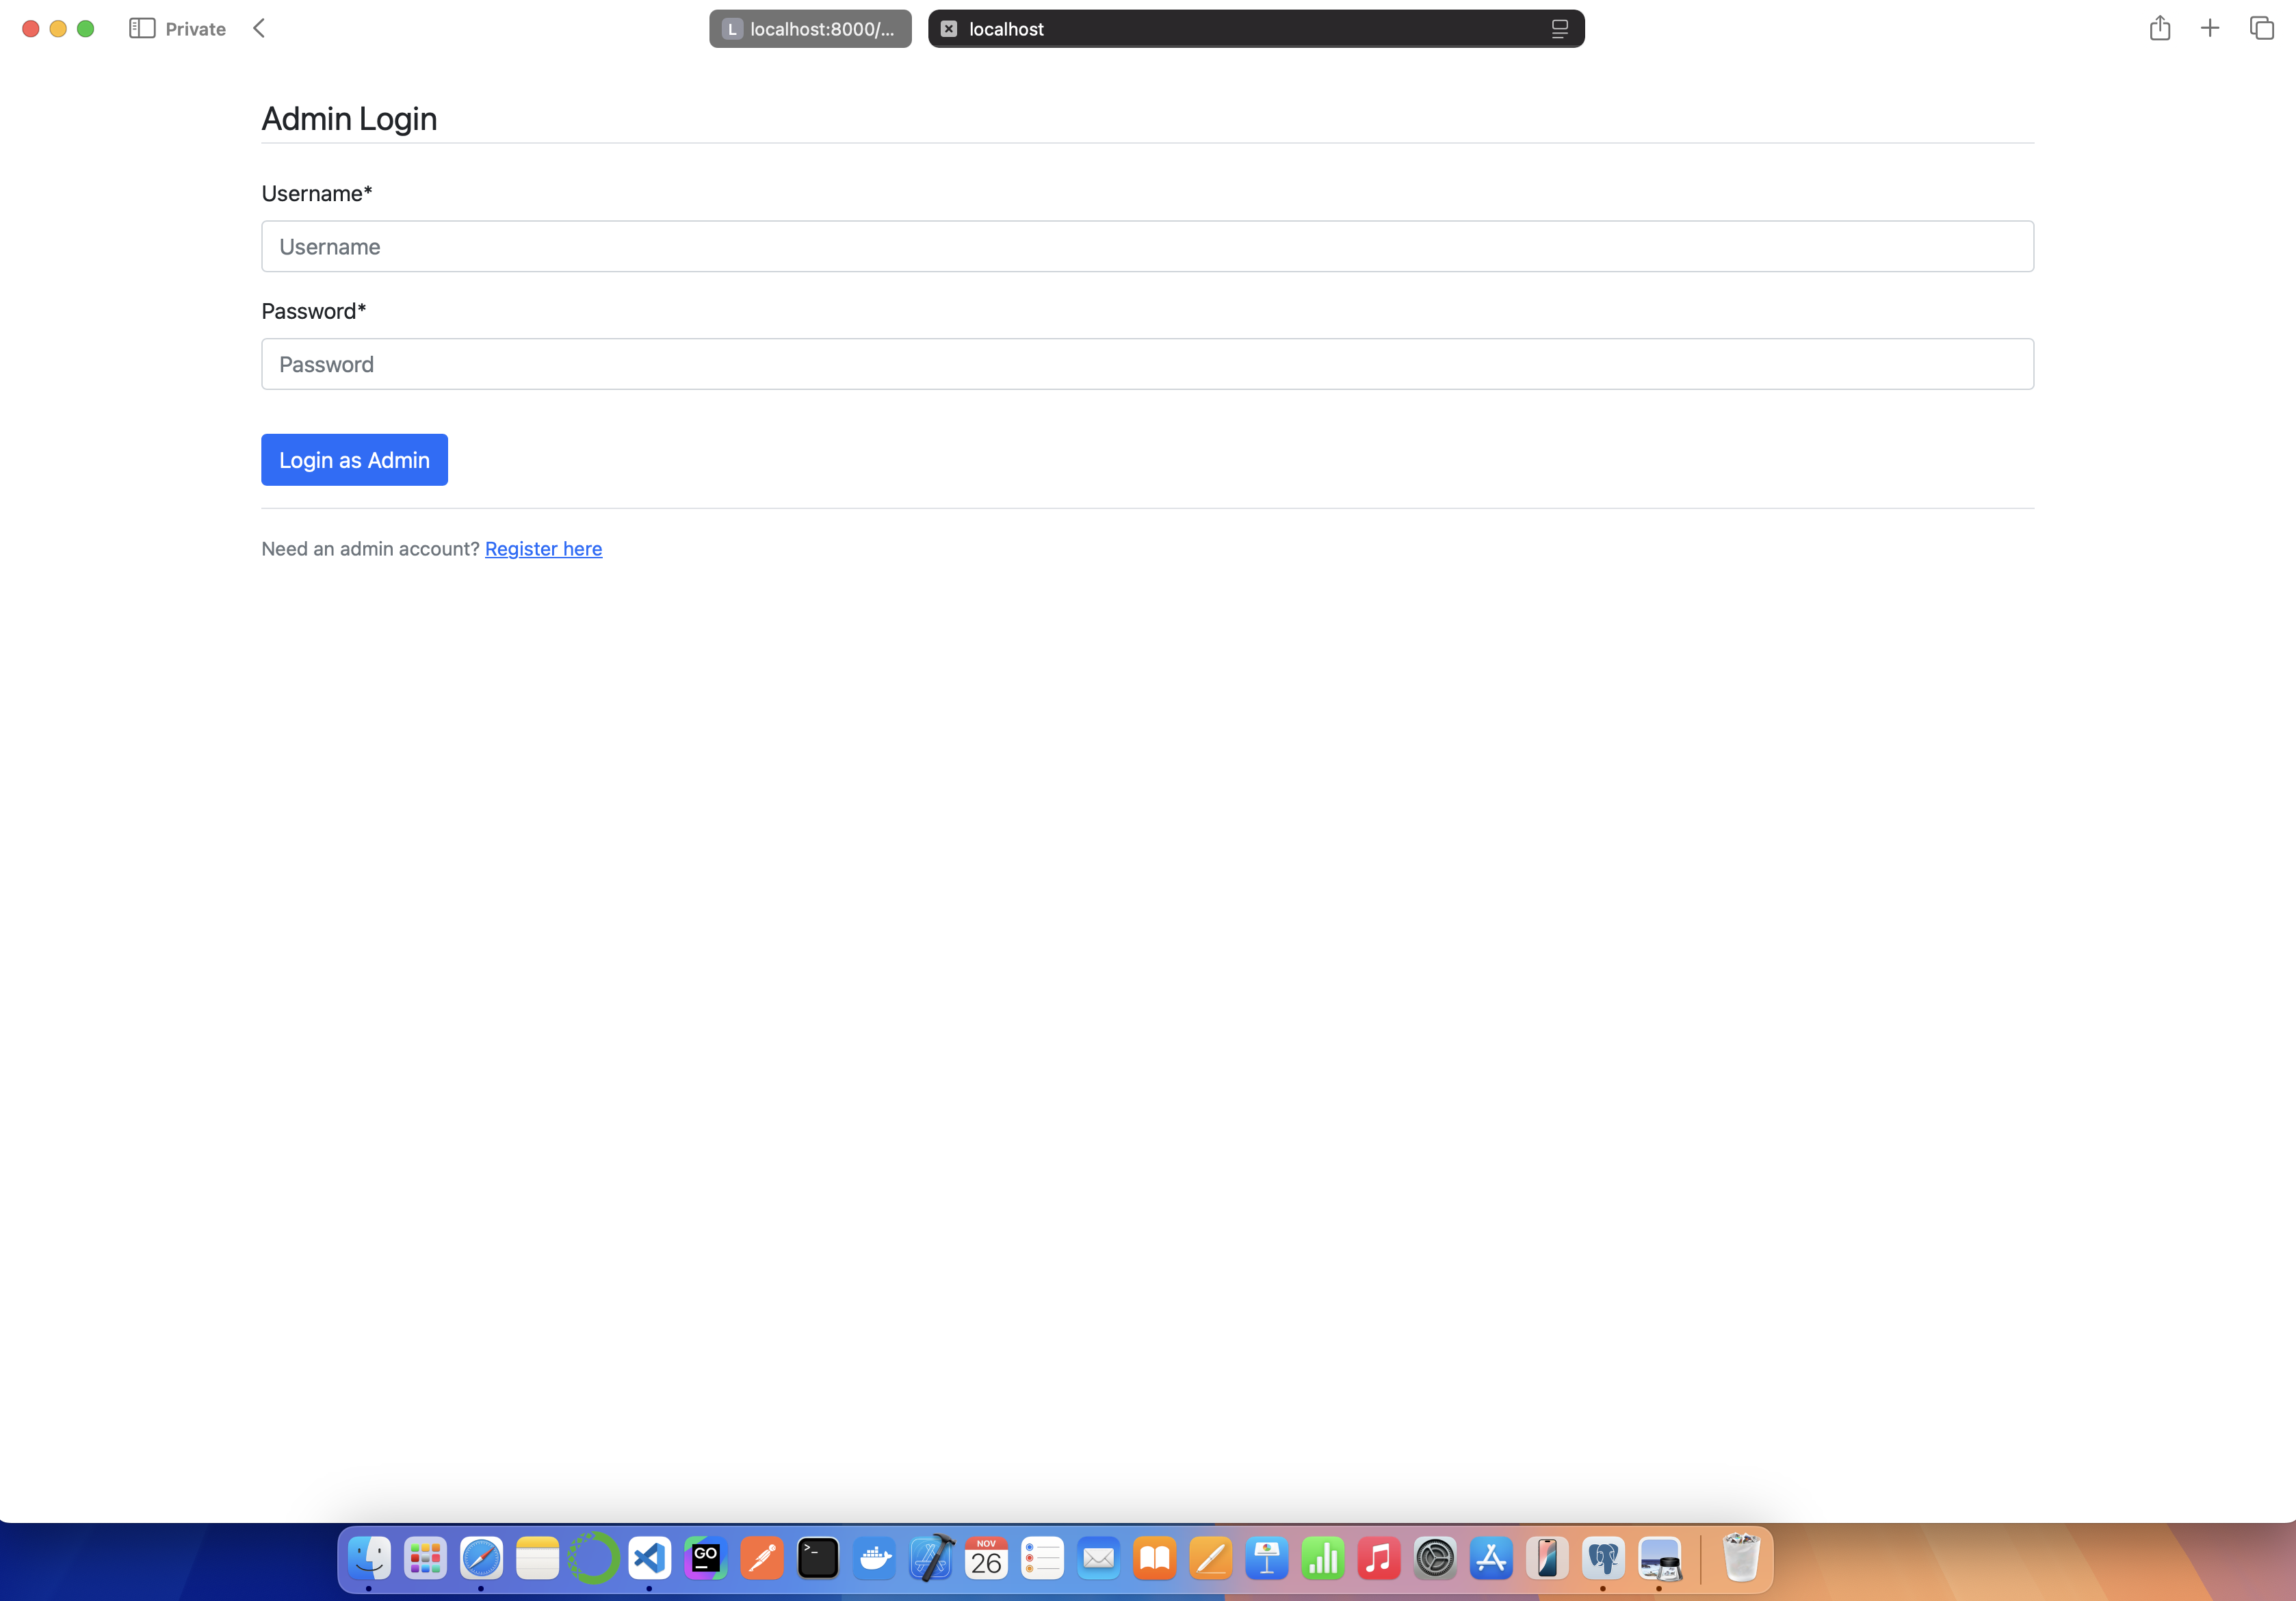 Private
L localhost:8000/...
localhost
Admin Login
Username*
Username
Password*
Password
Login as Admin
Need an admin account? Register here
GO
>_
NOV
26